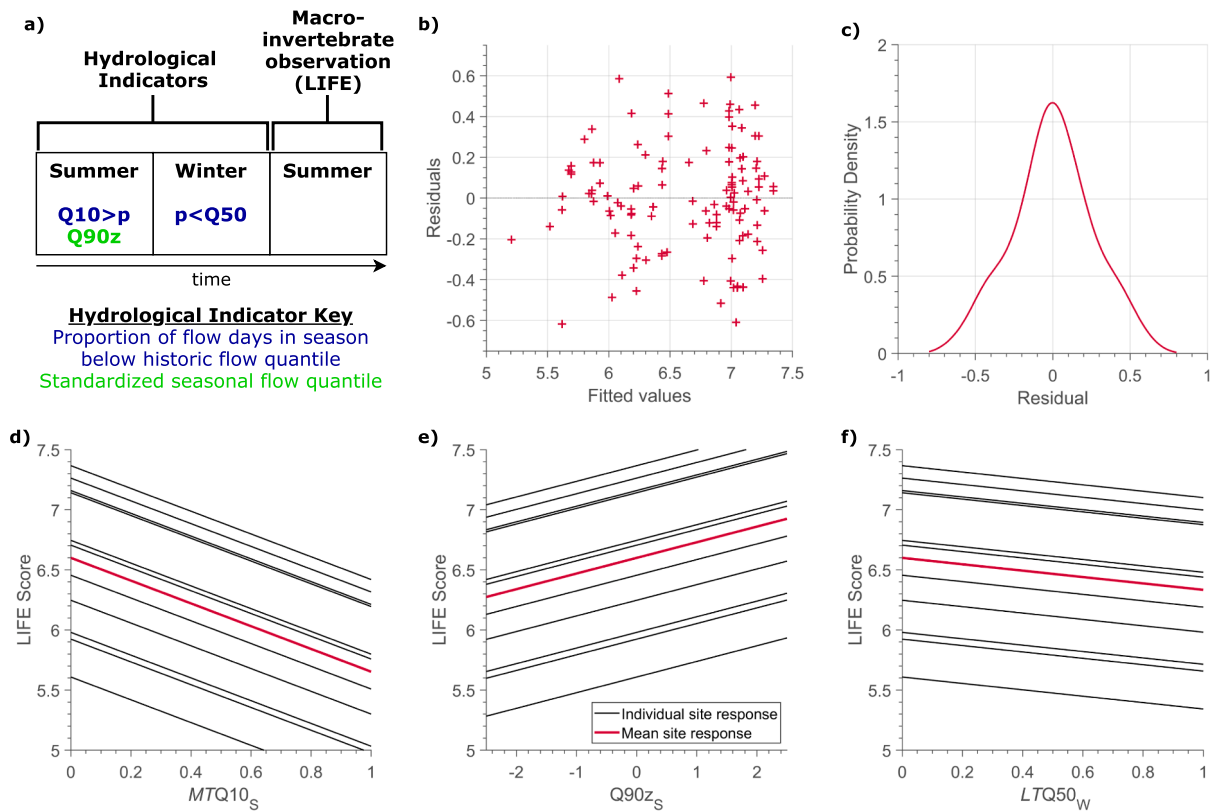 a)
Hydrological
Indicators
Macro-
invertebrate
observation
(LIFE)
Summer
Winter
Summer
Q10>p
Q90z
p<Q50
time
Hydrological Indicator Key
Proportion of flow days in season
below historic flow quantile
Standardized seasonal flow quantile
b)
0.6
0.4
0.2
0
-0.2
-0.4
-0.6
Residuals
5
5.5
6
6.5
7
7.5
Fitted values
c)
2
1.5
1
0.5
0
Probability Density
-1
-0.5
0
0.5
1
Residual
d)
7.5
7
6.5
6
5.5
5
LIFE Score
0
0.2
0.4
0.6
0.8
1
MTQ10S
e)
7.5
7
6.5
6
5.5
5
LIFE Score
-2
-1
0
1
2
Q90zS
Individual site response
Mean site response
f)
7.5
7
6.5
6
5.5
5
LIFE Score
0
0.2
0.4
0.6
0.8
1
LTQ50W